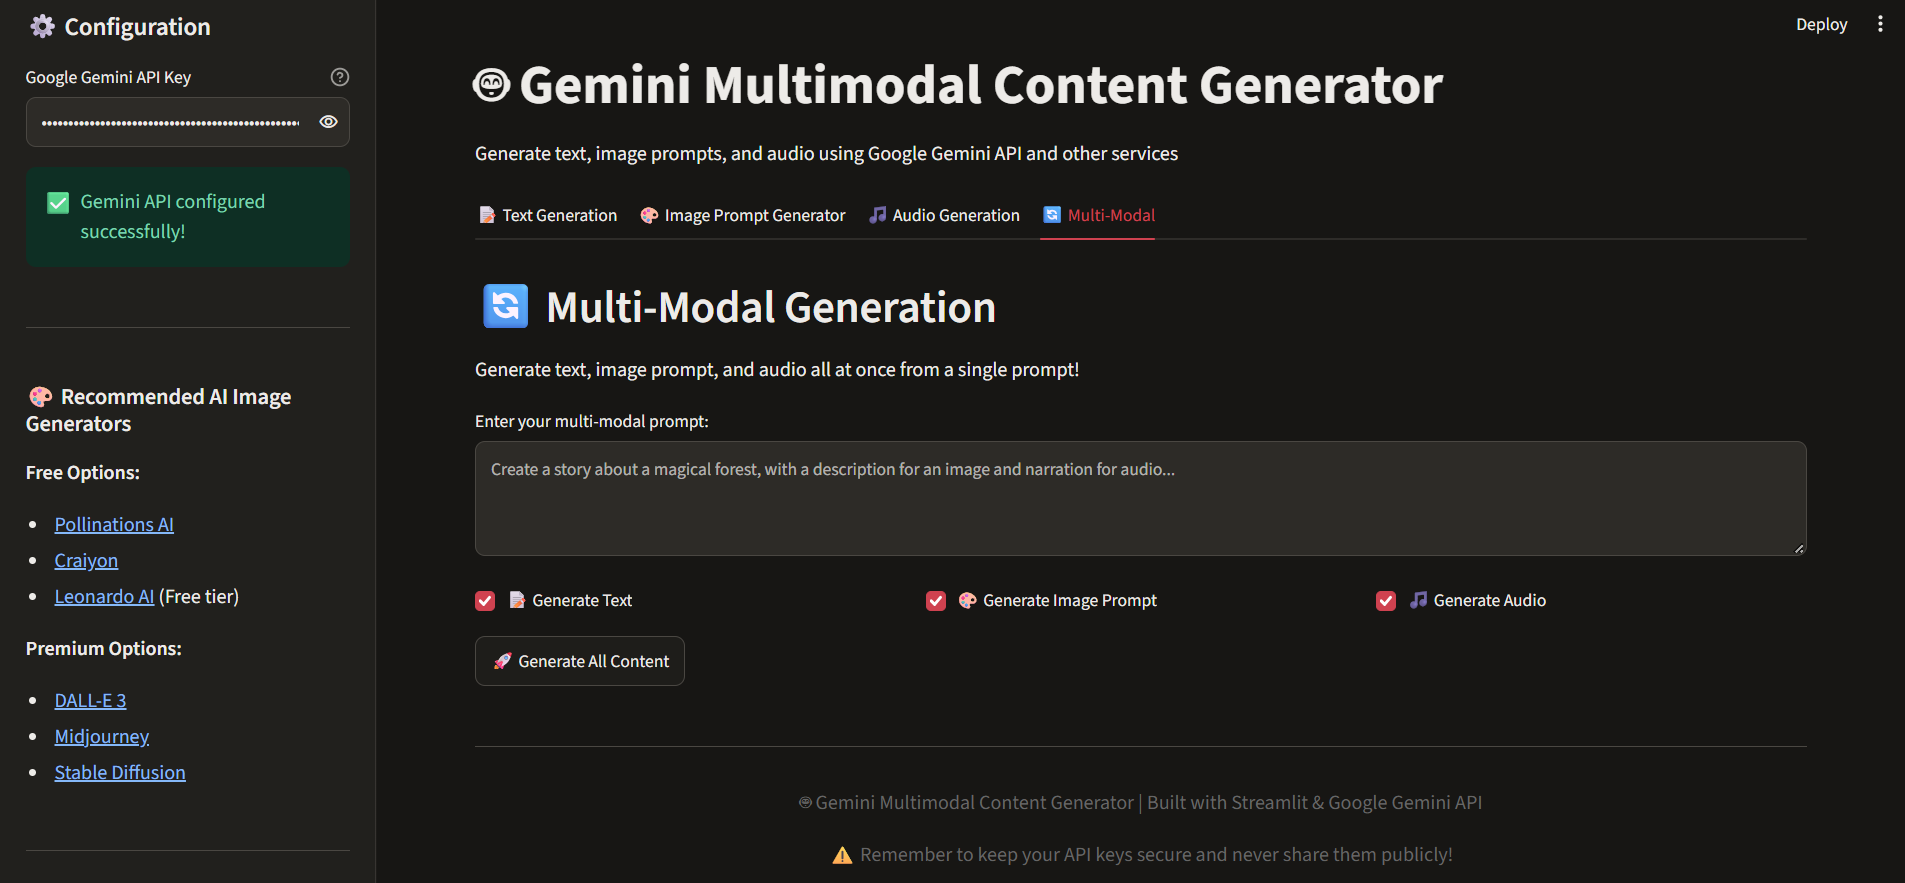 Configuration
Google Gemini API Key
Gemini API configured
successfully!
Recommended AI Image
Generators
Free Options:
Pollinations AI
Craiyon
Leonardo AI (Free tier)
Premium Options:
DALL-E 3
Midjourney
Stable Diffusion
Deploy
Gemini Multimodal Content Generator
Generate text, image prompts, and audio using Google Gemini API and other services
Text Generation Image Prompt Generator Audio Generation Multi-Modal
Multi-Modal Generation
Generate text, image prompt, and audio all at once from a single prompt!
Enter your multi-modal prompt:
Create a story about a magical forest, with a description for an image and narration for audio...
Generate Text Generate Image Prompt Generate Audio
Generate All Content
Gemini Multimodal Content Generator | Built with Streamlit & Google Gemini API
Remember to keep your API keys secure and never share them publicly!